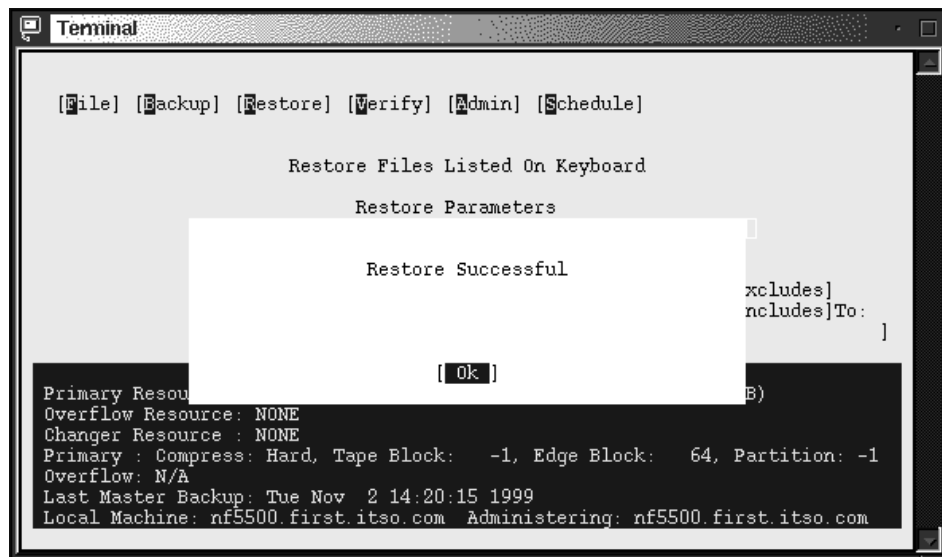 Terminal
[File] [Backup] [Restore] [Verify] [Admin] [Schedule]
Restore Files Listed On Keyboard
Restore Parameters
Restore Successful
xcludes]
ncludes]To:
]
[ Ok ]
Primary Resou B)
Overflow Resource: NONE
Changer Resource : NONE
Primary : Compress: Hard, Tape Block: -1, Edge Block: 64, Partition: -1
Overflow: N/A
Last Master Backup: Tue Nov 2 14:20:15 1999
Local Machine: nf5500.first.itso.com Administering: nf5500.first.itso.com